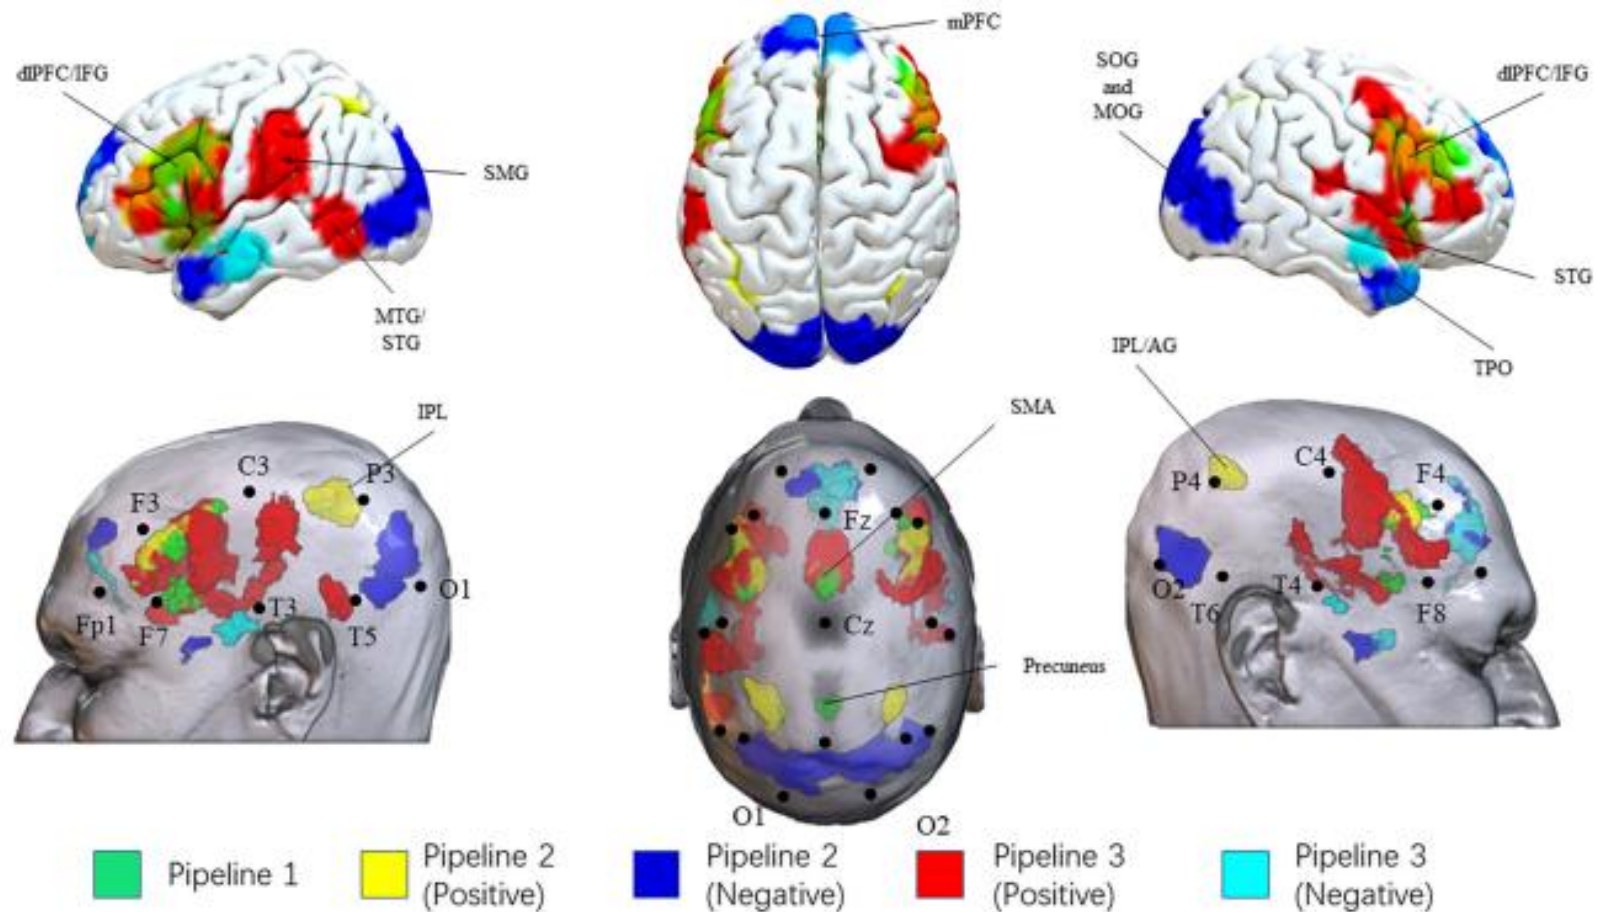 mPFC
dlPFC/IFG
SMG
MTG/
STG
SOG
and
MOG
dlPFC/IFG
STG
TPO
IPL
C3
P3
F3
Fp1
F7
T3
T5
O1
SMA
Fz
Cz
Precuneus
O1
O2
IPL/AG
P4
C4
F4
O2
T6
T4
F8
Pipeline 1
Pipeline 2
(Positive)
Pipeline 2
(Negative)
Pipeline 3
(Positive)
Pipeline 3
(Negative)